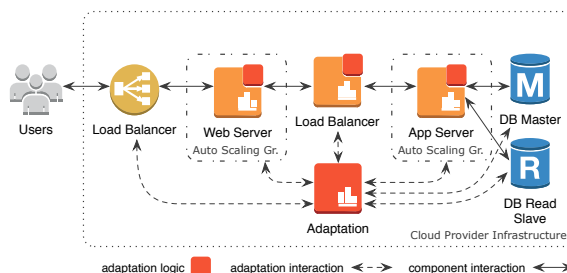 Users
Load Balancer
Web Server
Auto Scaling Gr.
Load Balancer
App Server
Auto Scaling Gr.
M
DB Master
R
DB Read
Slave
Adaptation
Cloud Provider Infrastructure
adaptation logic
adaptation interaction
component interaction